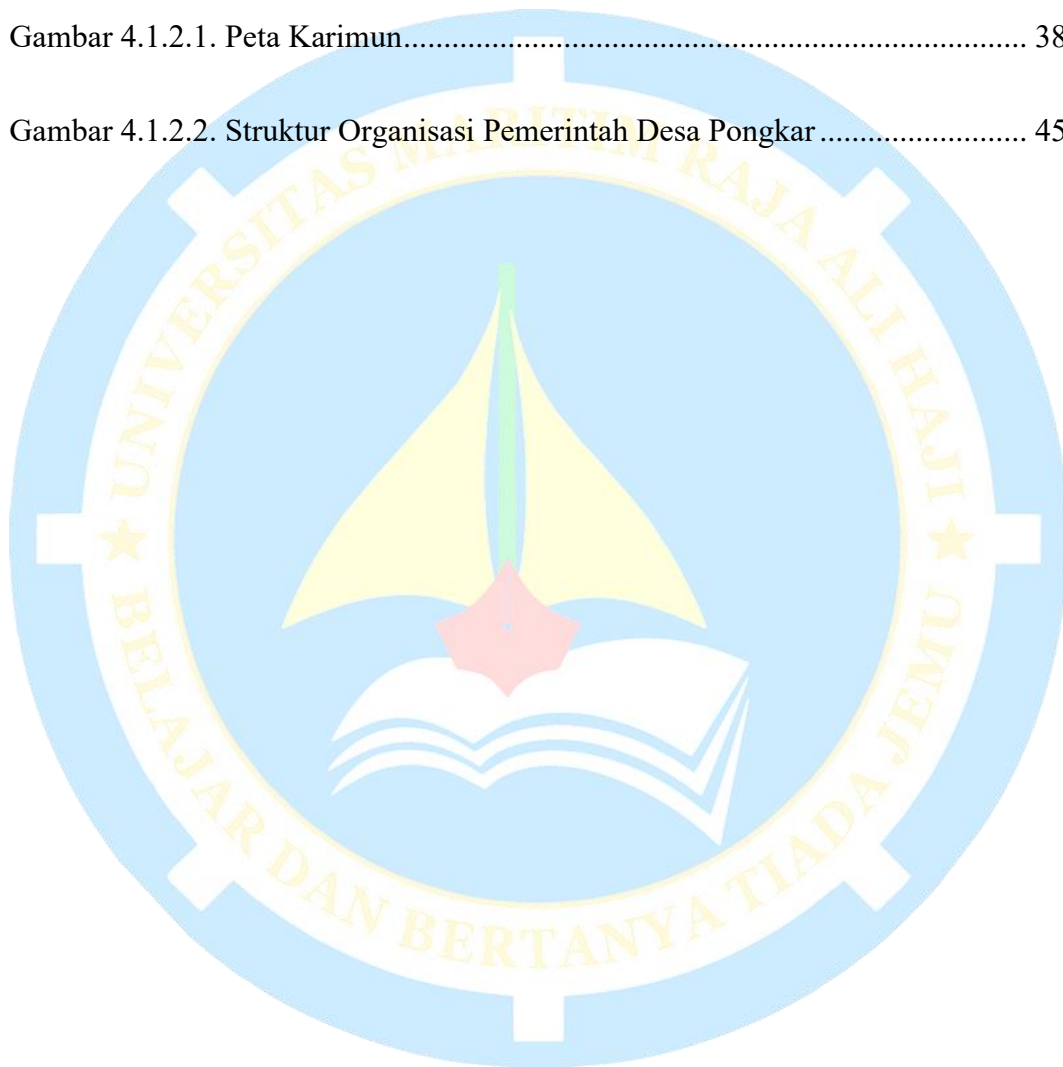 Gambar 4.1.2.1. Peta Karimun............................................................................ 38
Gambar 4.1.2.2. Struktur Organisasi Pemerintah Desa Pongkar ......................... 45
UNIVERSITAS MARITIM RAJA ALI HAJI
BELAJAR DAN BERTANYA TIADA JEMU